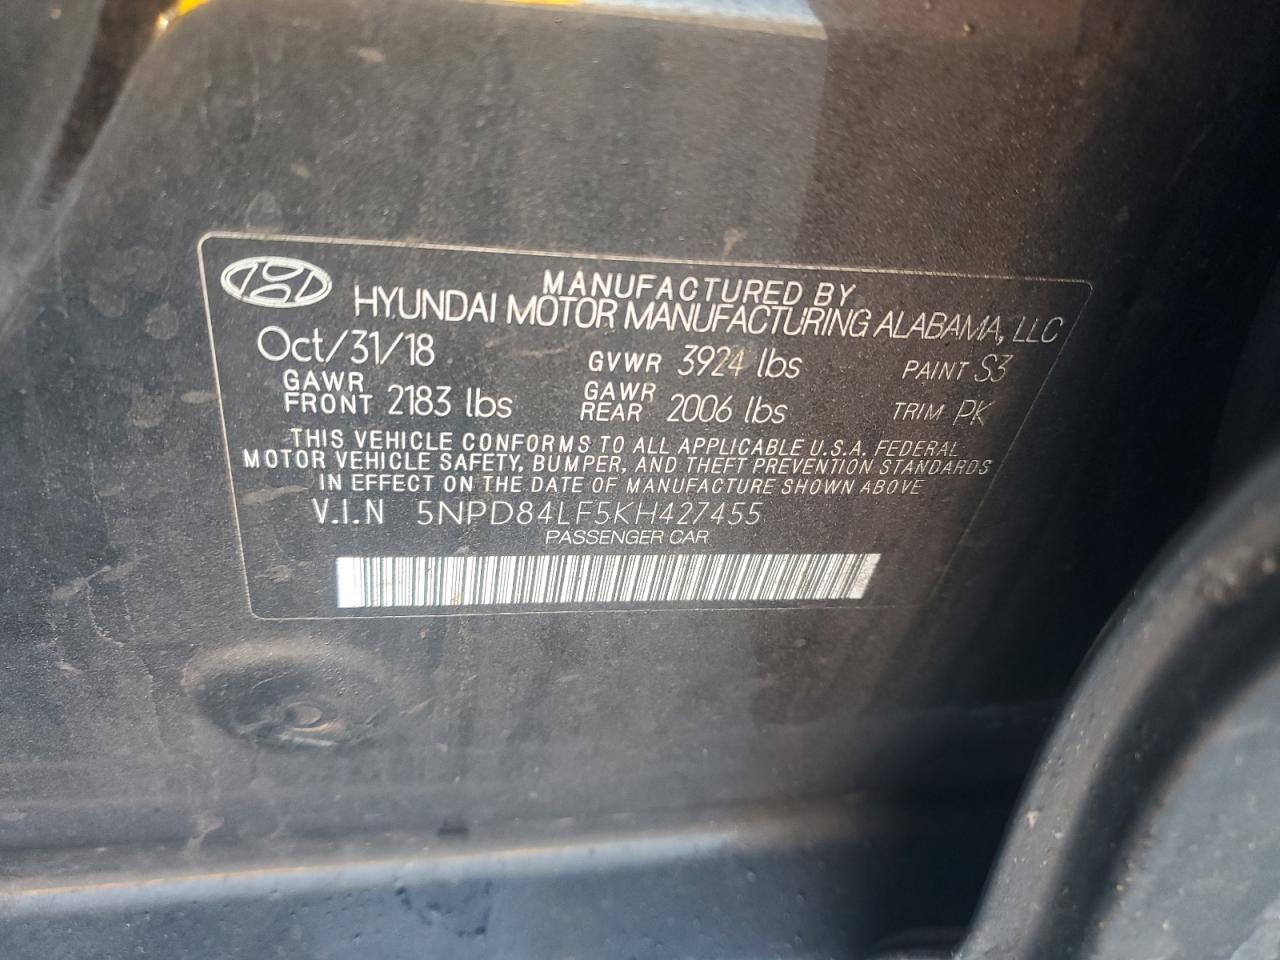 MANUFACTURED BY
HYUNDAI MOTOR MANUFACTURING ALABAMA, LLC
Oct/31/18 GVWR 3924 lbs PAINT S3
GAWR FRONT 2183 lbs GAWR REAR 2006 lbs TRIM PK
THIS VEHICLE CONFORMS TO ALL APPLICABLE U.S.A. FEDERAL
MOTOR VEHICLE SAFETY, BUMPER, AND THEFT PREVENTION STANDARDS
IN EFFECT ON THE DATE OF MANUFACTURE SHOWN ABOVE
V.I.N 5NPD84LF5KH427455
PASSENGER CAR